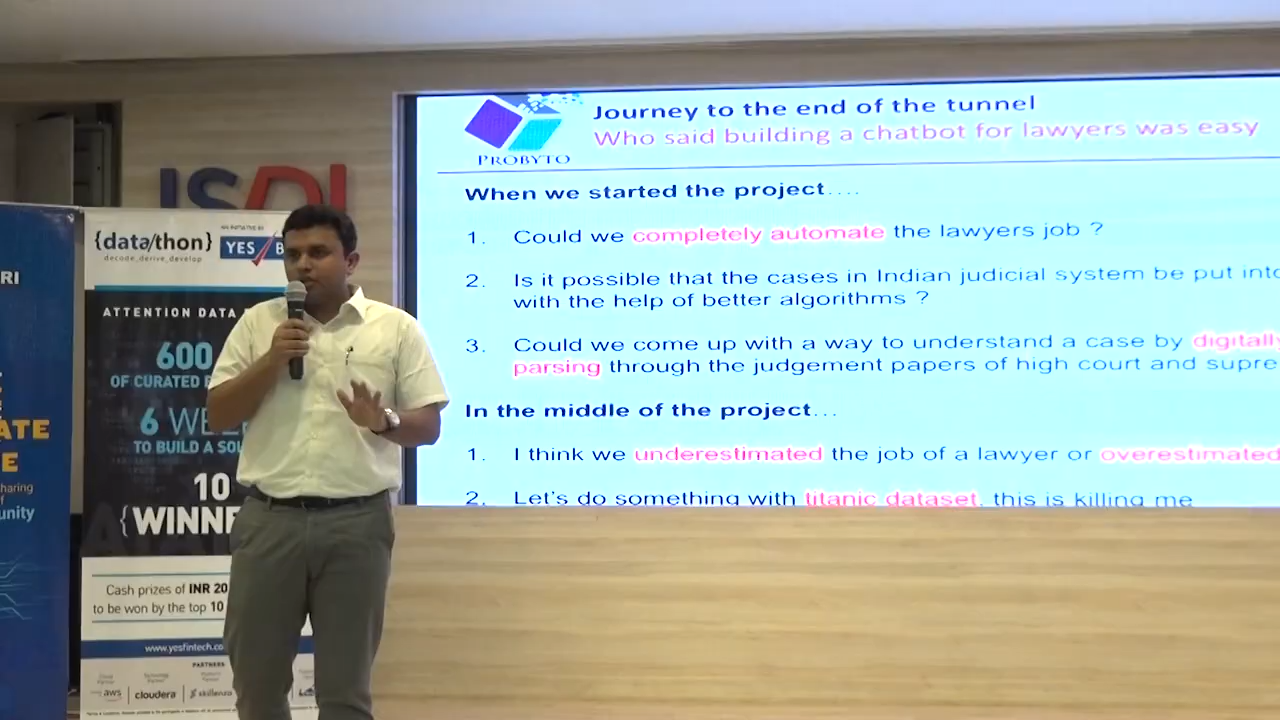 Journey to the end of the tunnel
Who said building a chatbot for lawyers was easy
PROBYTO
When we started the project....
1. Could we completely automate the lawyers job ?
2. Is it possible that the cases in Indian judicial system be put into
with the help of better algorithms ?
3. Could we come up with a way to understand a case by digitally
parsing through the judgement papers of high court and supre
In the middle of the project...
1. I think we underestimated the job of a lawyer or overestimated
2. Let's do something with titanic dataset, this is killing me
ISDI
{data/thon}
decode_derive_develop
AN INITIATIVE BY
YES B
ATTENTION DATA
600
OF CURATED
6 WEE
TO BUILD A SOL
10
{WINNE
Cash prizes of INR 20
to be won by the top 10
www.yesfintech.co
PARTNERS
aws
cloudera
skillenza
RI
ATE
E
haring
of
unity